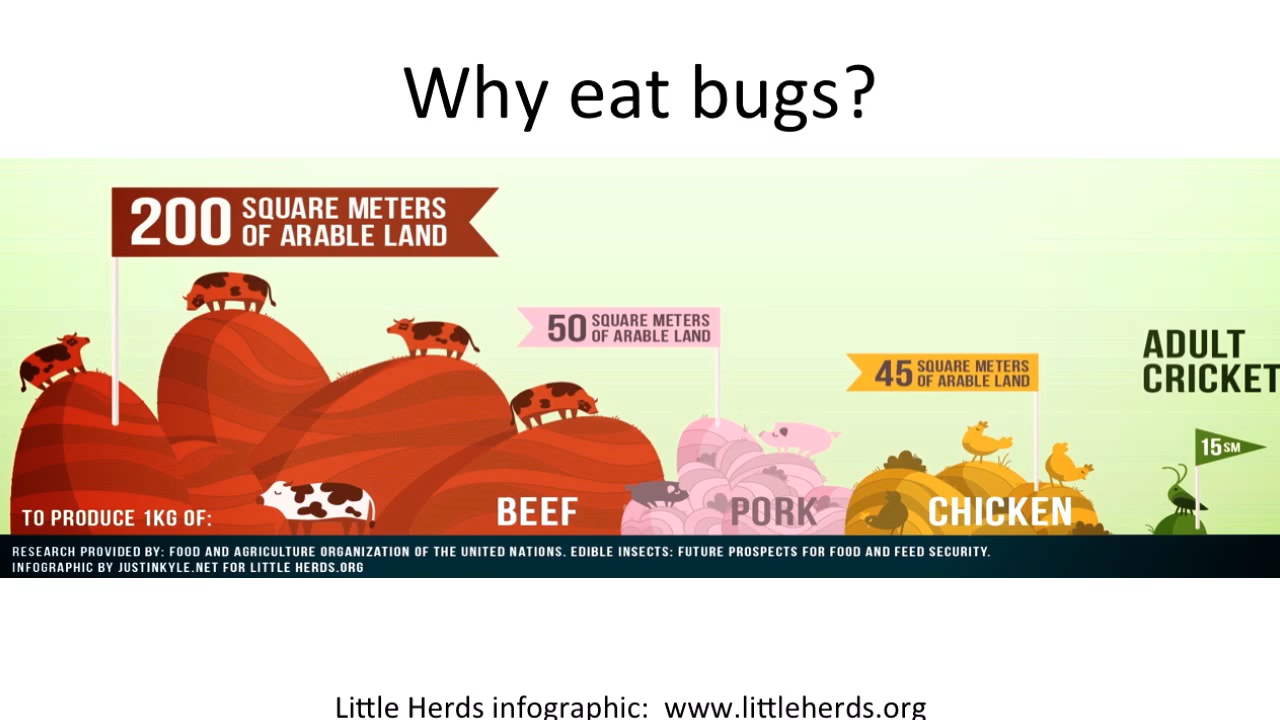 Why eat bugs?
200 SQUARE METERS
OF ARABLE LAND
50 SQUARE METERS
OF ARABLE LAND
45 SQUARE METERS
OF ARABLE LAND
ADULT
CRICKET
15 SM
TO PRODUCE 1KG OF:
BEEF
PORK
CHICKEN
RESEARCH PROVIDED BY: FOOD AND AGRICULTURE ORGANIZATION OF THE UNITED NATIONS. EDIBLE INSECTS: FUTURE PROSPECTS FOR FOOD AND FEED SECURITY.
INFOGRAPHIC BY JUSTINKYLE.NET FOR LITTLE HERDS.ORG
Little Herds infographic: www.littleherds.org